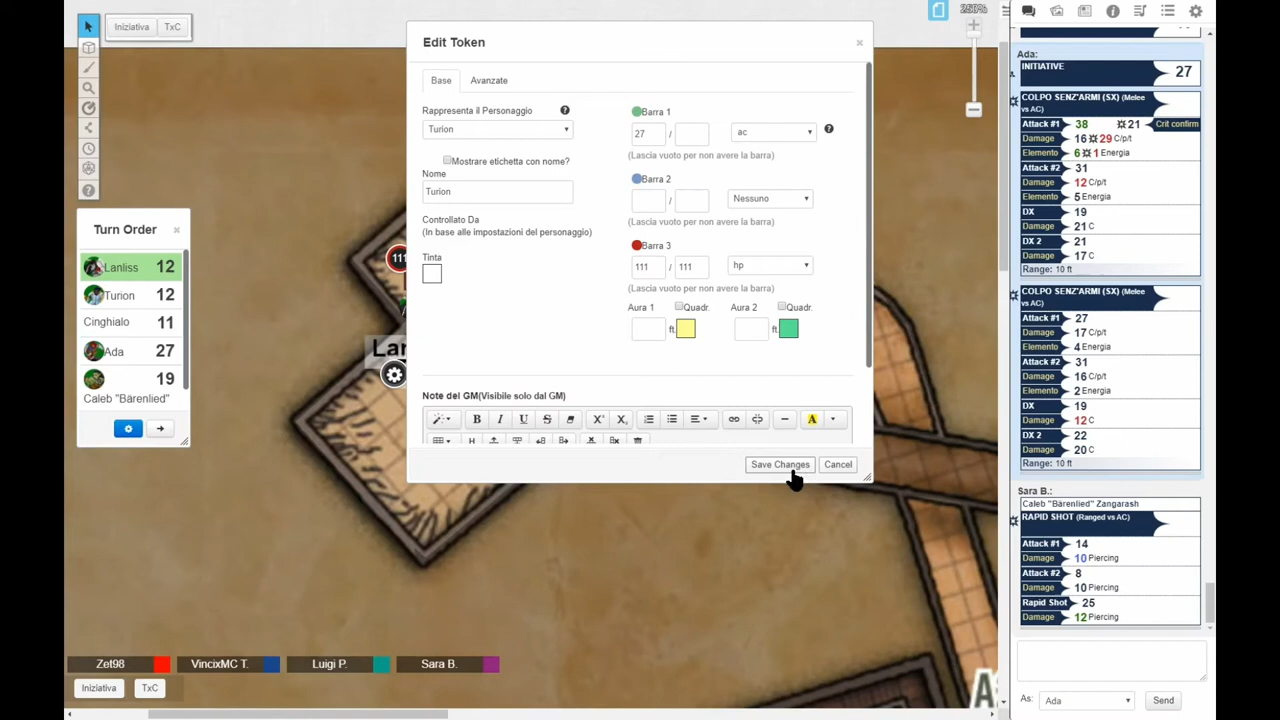 Iniziativa
TxC
Turn Order ×
Lanliss 12
Turion 12
Cinghialo 11
Ada 27
19
Caleb "Bärenlied"
111
Lan
Zet98
VincixMC T.
Luigi P.
Sara B.
Iniziativa
TxC
Edit Token ×
Base
Avanzate
Rappresenta il Personaggio
Turion
Mostrare etichetta con nome?
Nome
Turion
Controllato Da
(In base alle impostazioni del personaggio)
Tinta
Barra 1
27 /
ac
(Lascia vuoto per non avere la barra)
Barra 2
/
Nessuno
(Lascia vuoto per non avere la barra)
Barra 3
111 / 111
hp
(Lascia vuoto per non avere la barra)
Aura 1
Quadr.
Aura 2
Quadr.
ft.
ft.
Note del GM(Visibile solo dal GM)
Save Changes
Cancel
Ada:
INITIATIVE 27
COLPO SENZ'ARMI (SX) (Melee
vs AC)
Attack #1 38 21 Crit confirm
Damage 16 29 C/p/t
Elemento 6 1 Energia
Attack #2 31
Damage 12 C/p/t
Elemento 5 Energia
DX 19
Damage 21 C
DX 2 21
Damage 17 C
Range: 10 ft
COLPO SENZ'ARMI (SX) (Melee
vs AC)
Attack #1 27
Damage 17 C/p/t
Elemento 4 Energia
Attack #2 31
Damage 16 C/p/t
Elemento 2 Energia
DX 19
Damage 12 C
DX 2 22
Damage 20 C
Range: 10 ft
Sara B.:
Caleb "Bärenlied" Zangarash
RAPID SHOT (Ranged vs AC)
Attack #1 14
Damage 10 Piercing
Attack #2 8
Damage 10 Piercing
Rapid Shot 25
Damage 12 Piercing
As:
Ada
Send